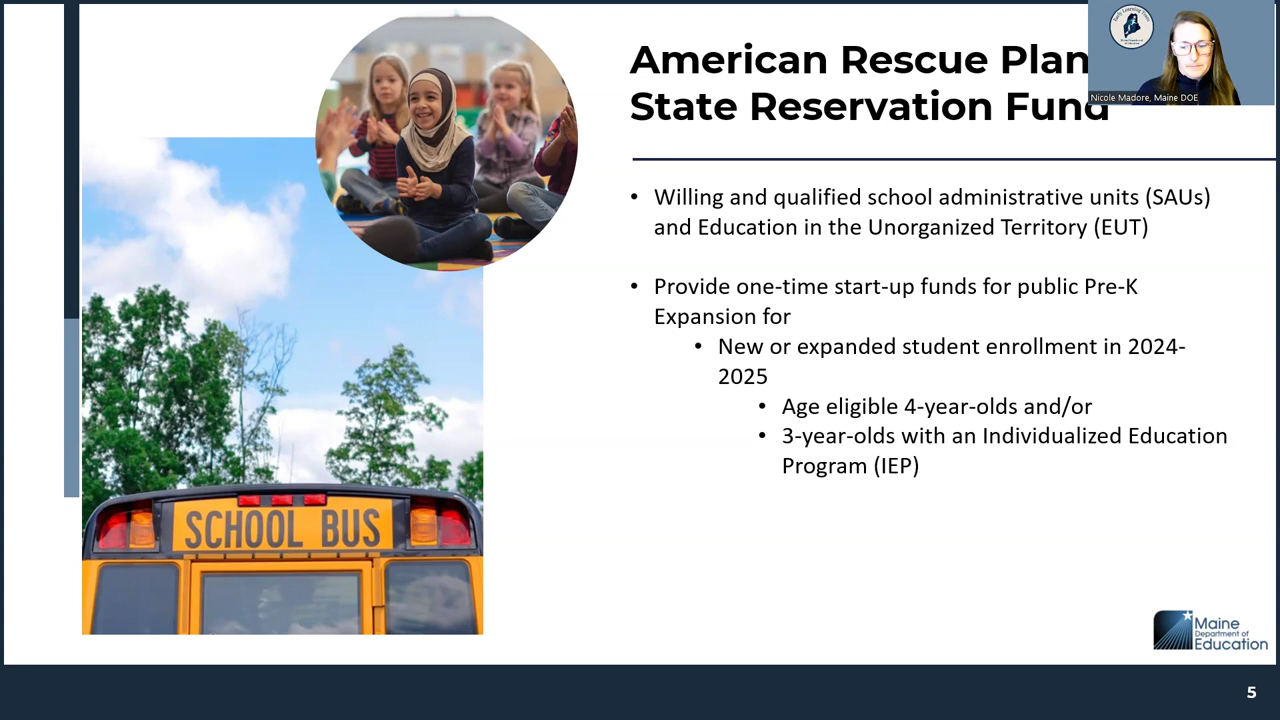 American Rescue Plan
State Reservation Fund
Nicole Madore, Maine DOE
• Willing and qualified school administrative units (SAUs)
and Education in the Unorganized Territory (EUT)
• Provide one-time start-up funds for public Pre-K
Expansion for
• New or expanded student enrollment in 2024-
2025
• Age eligible 4-year-olds and/or
• 3-year-olds with an Individualized Education
Program (IEP)
SCHOOL BUS
Maine
Department of
Education
5